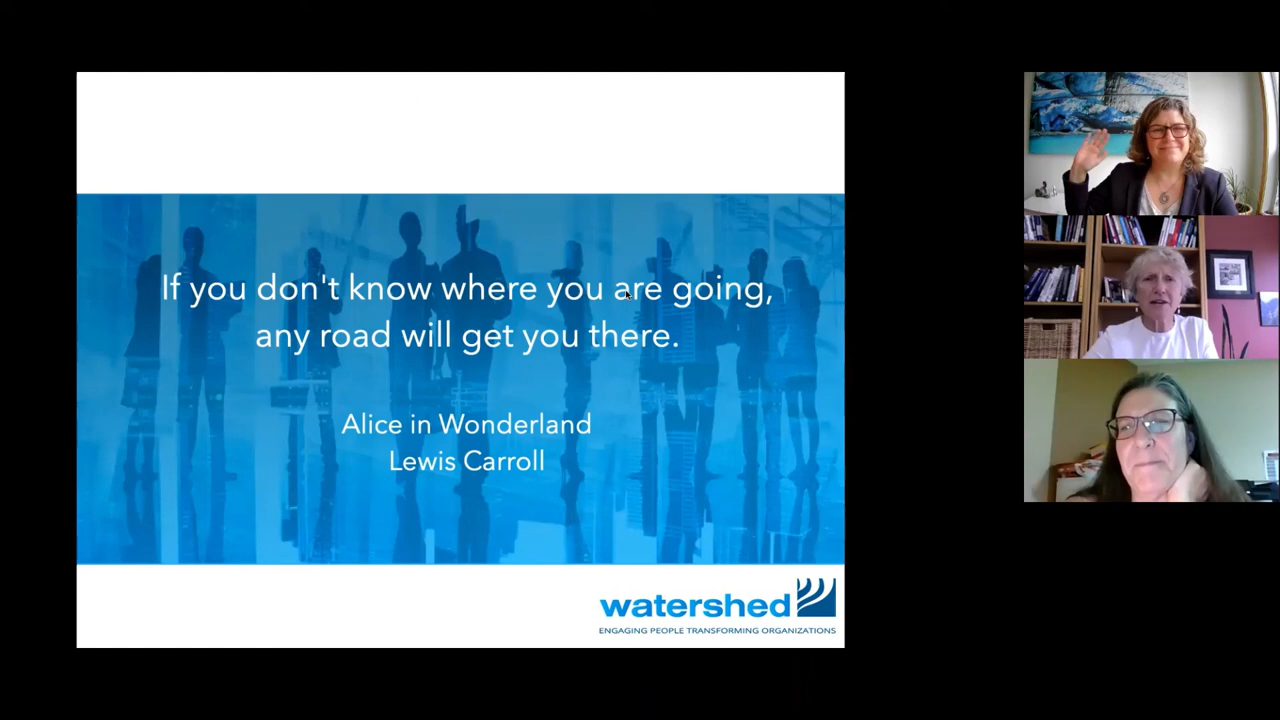 If you don't know where you are going,
any road will get you there.
Alice in Wonderland
Lewis Carroll
watershed
ENGAGING PEOPLE TRANSFORMING ORGANIZATIONS